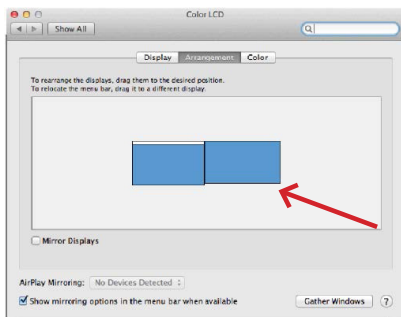 Color LCD
Show All
Display Arrangement Color
To rearrange the displays, drag them to the desired position.
To relocate the menu bar, drag it to a different display.
Mirror Displays
AirPlay Mirroring: No Devices Detected
Show mirroring options in the menu bar when available
Gather Windows ?